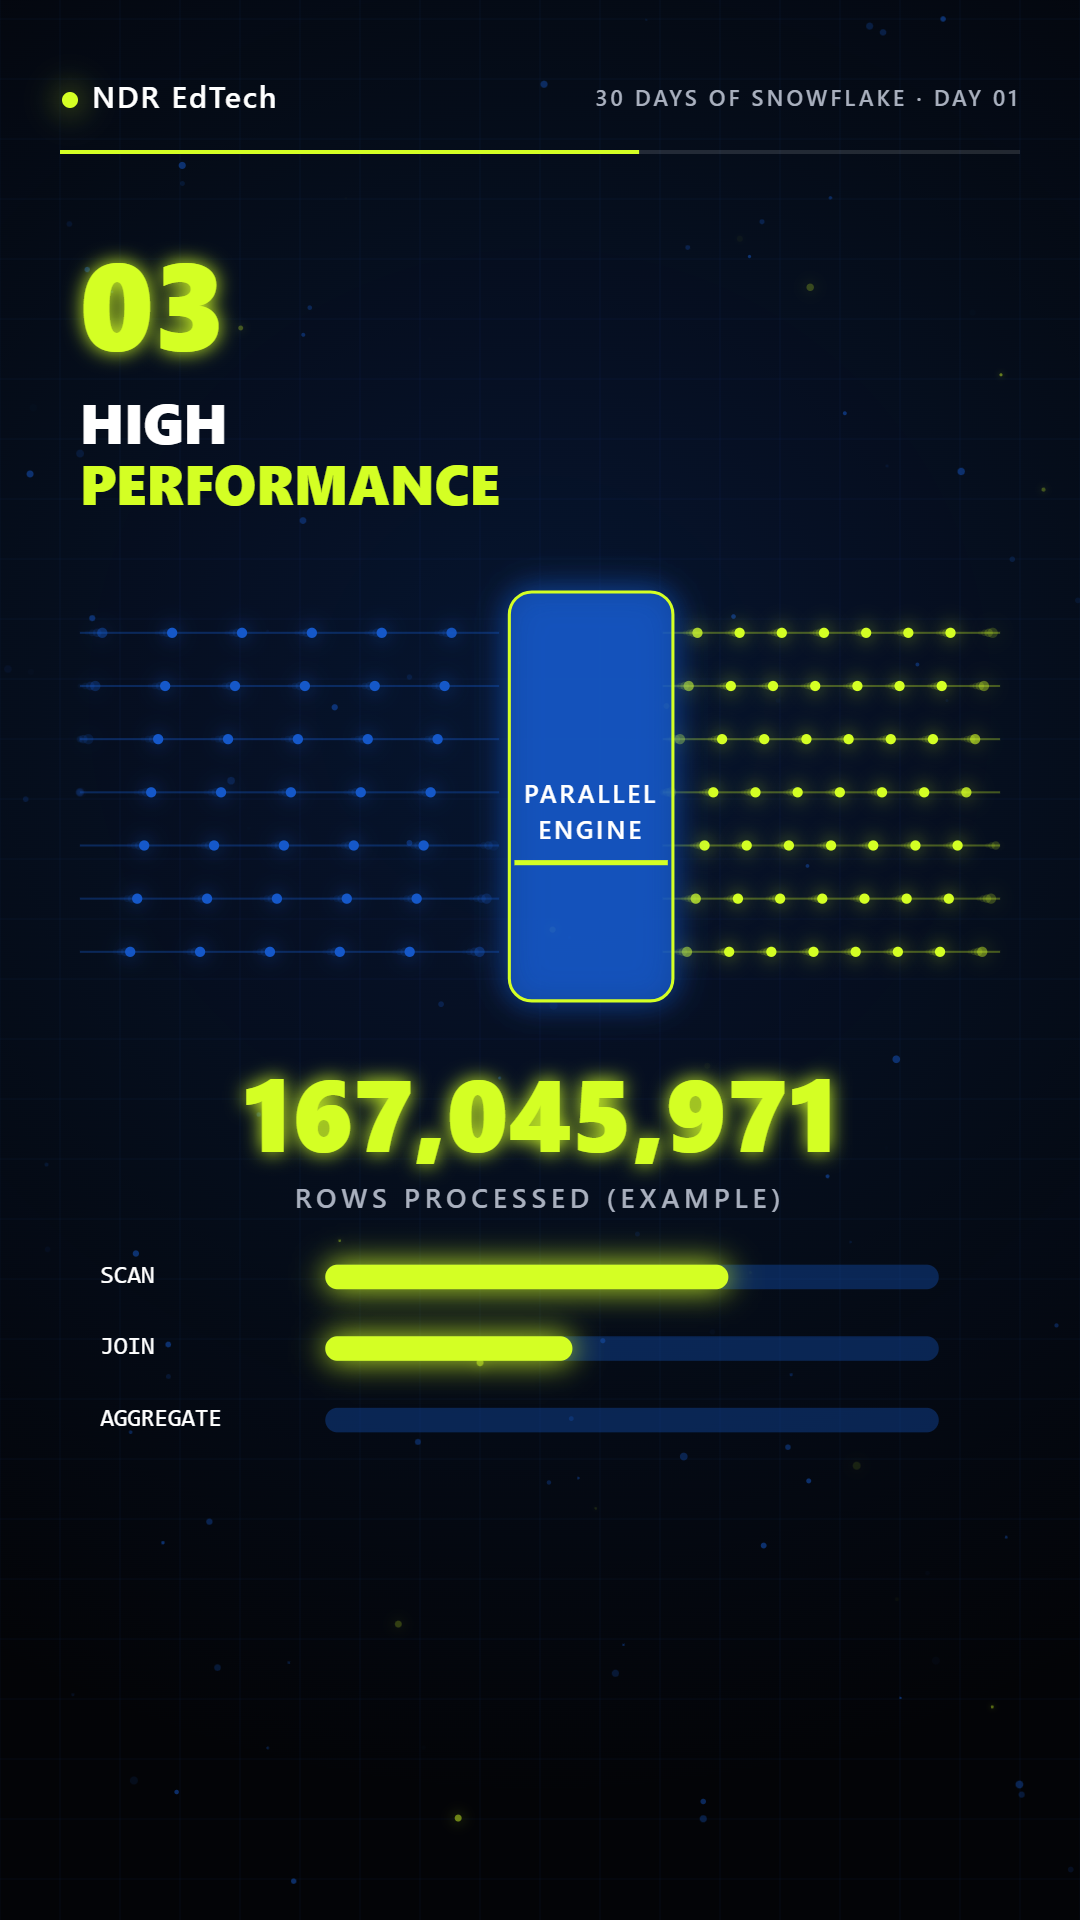 NDR EdTech
30 DAYS OF SNOWFLAKE · DAY 01
03
HIGH
PERFORMANCE
PARALLEL
ENGINE
167,045,971
ROWS PROCESSED (EXAMPLE)
SCAN
JOIN
AGGREGATE